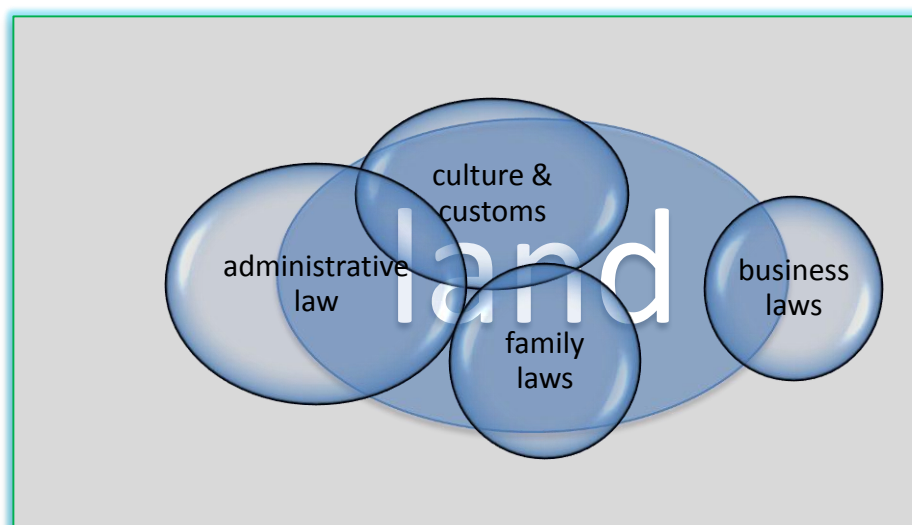 culture &
customs
land
administrative
law
business
laws
family
laws